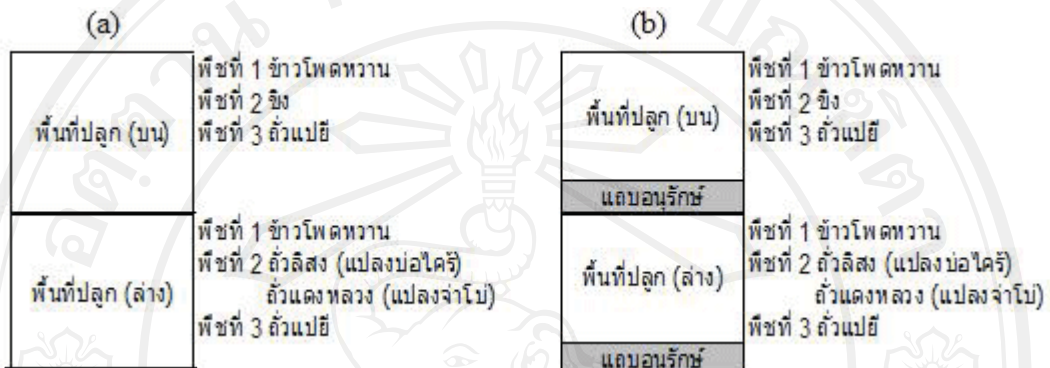 (a)
พื้นที่ปลูก (บน)
พืชที่ 1 ข้าวโพดหวาน
พืชที่ 2 ขิง
พืชที่ 3 ถั่วแปยี
พื้นที่ปลูก (ล่าง)
พืชที่ 1 ข้าวโพดหวาน
พืชที่ 2 ถั่วลิสง (แปลงบ่อไคร้)
ถั่วแดงหลวง (แปลงจ่าโบ่)
พืชที่ 3 ถั่วแปยี
(b)
พื้นที่ปลูก (บน)
พืชที่ 1 ข้าวโพดหวาน
พืชที่ 2 ขิง
พืชที่ 3 ถั่วแปยี
แถบอนุรักษ์
พื้นที่ปลูก (ล่าง)
พืชที่ 1 ข้าวโพดหวาน
พืชที่ 2 ถั่วลิสง (แปลงบ่อไคร้)
ถั่วแดงหลวง (แปลงจ่าโบ่)
พืชที่ 3 ถั่วแปยี
แถบอนุรักษ์